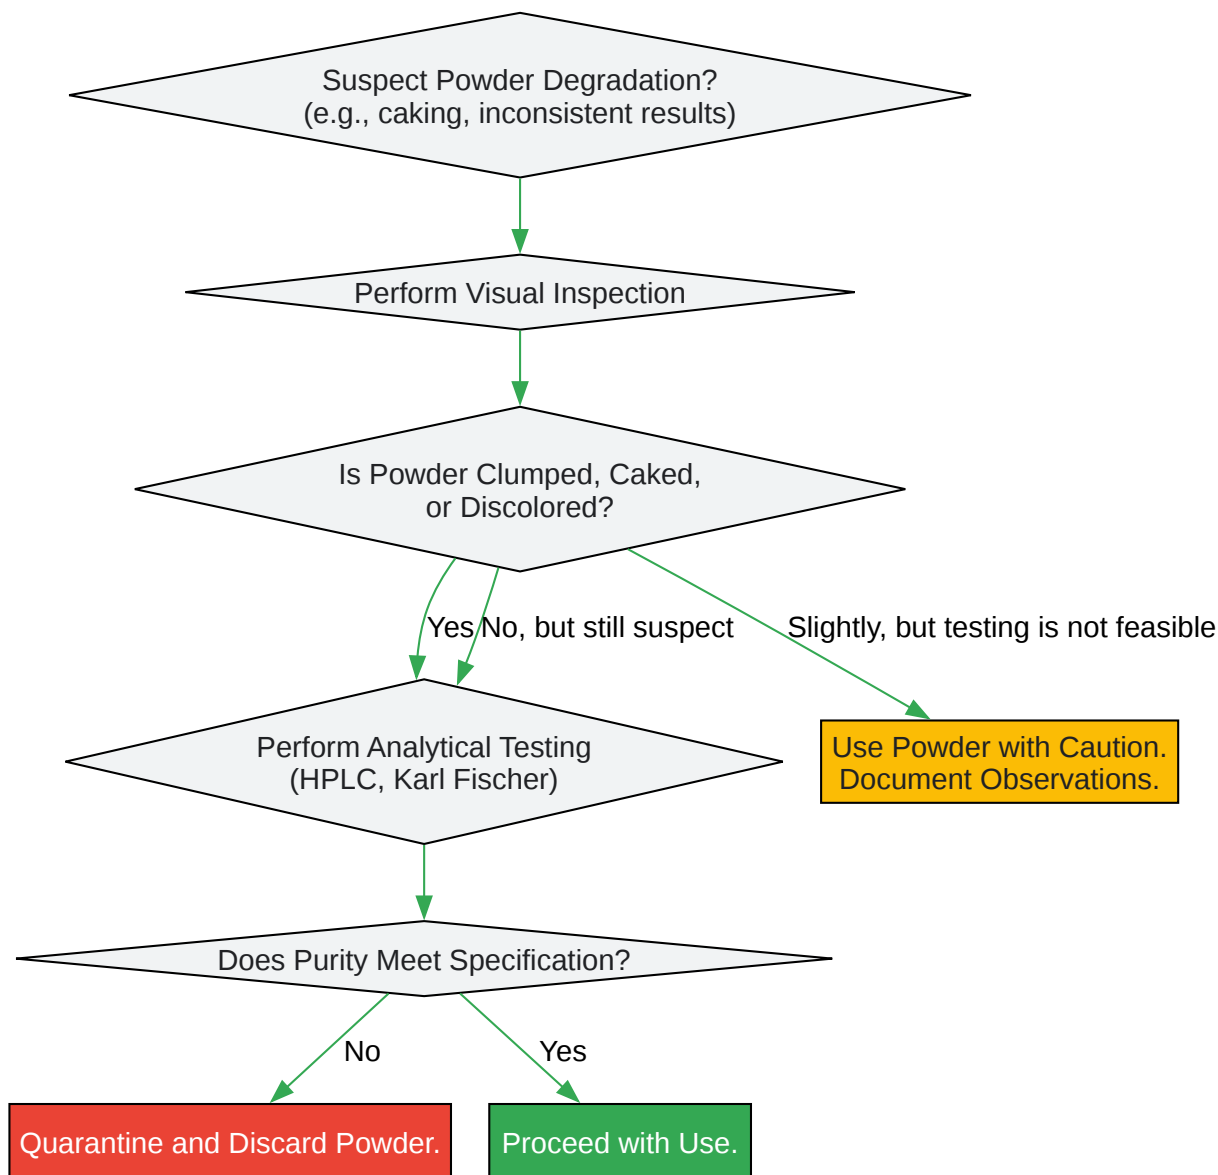 Suspect Powder Degradation?
(e.g., caking, inconsistent results)
Perform Visual Inspection
Is Powder Clumped, Caked,
or Discolored?
Yes
No, but still suspect
Slightly, but testing is not feasible
Perform Analytical Testing
(HPLC, Karl Fischer)
Use Powder with Caution.
Document Observations.
Does Purity Meet Specification?
No
Yes
Quarantine and Discard Powder.
Proceed with Use.